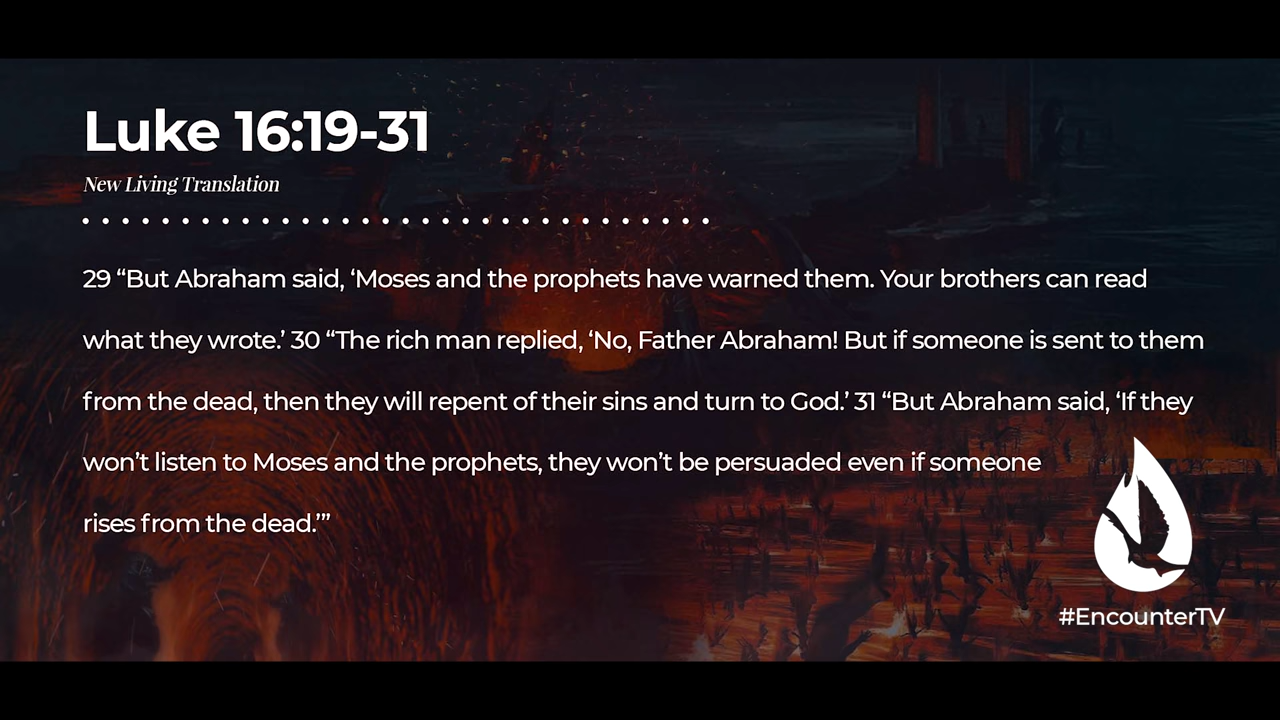 Luke 16:19-31
New Living Translation
29 “But Abraham said, ‘Moses and the prophets have warned them. Your brothers can read
what they wrote.’ 30 “The rich man replied, ‘No, Father Abraham! But if someone is sent to them
from the dead, then they will repent of their sins and turn to God.’ 31 “But Abraham said, ‘If they
won’t listen to Moses and the prophets, they won’t be persuaded even if someone
rises from the dead.’”
#EncounterTV